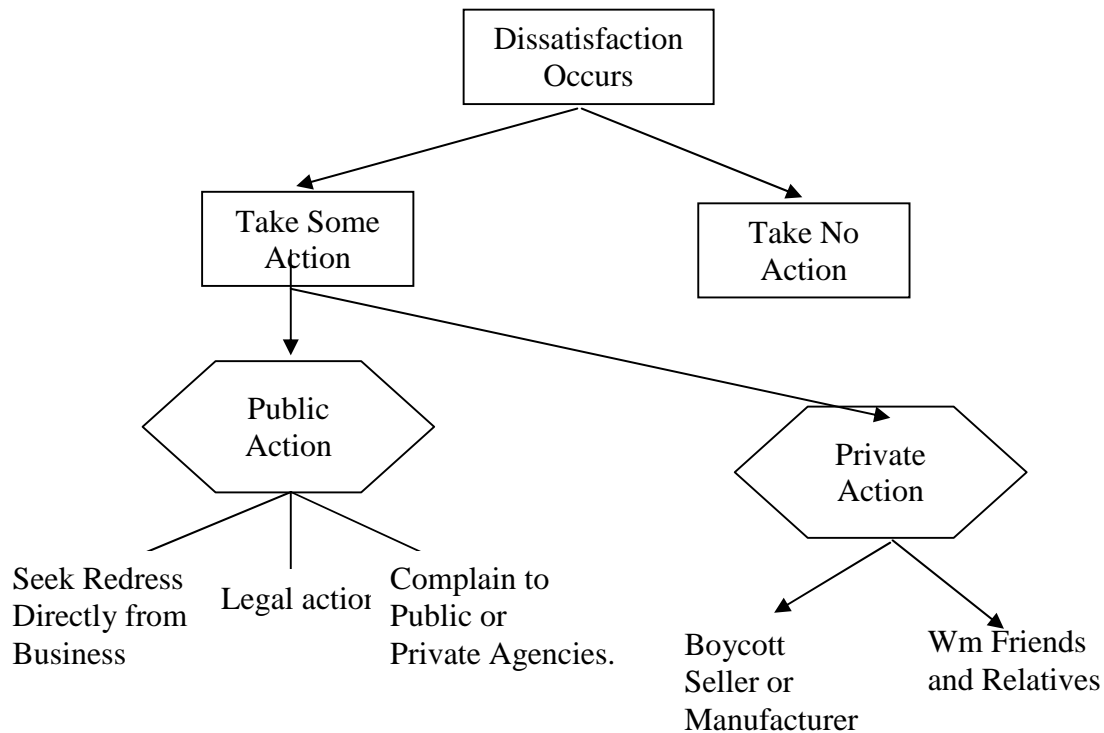 Dissatisfaction
Occurs
Take Some
Action
Take No
Action
Public
Action
Private
Action
Seek Redress
Directly from
Business
Legal action
Complain to
Public or
Private Agencies.
Boycott
Seller or
Manufacturer
Wm Friends
and Relatives